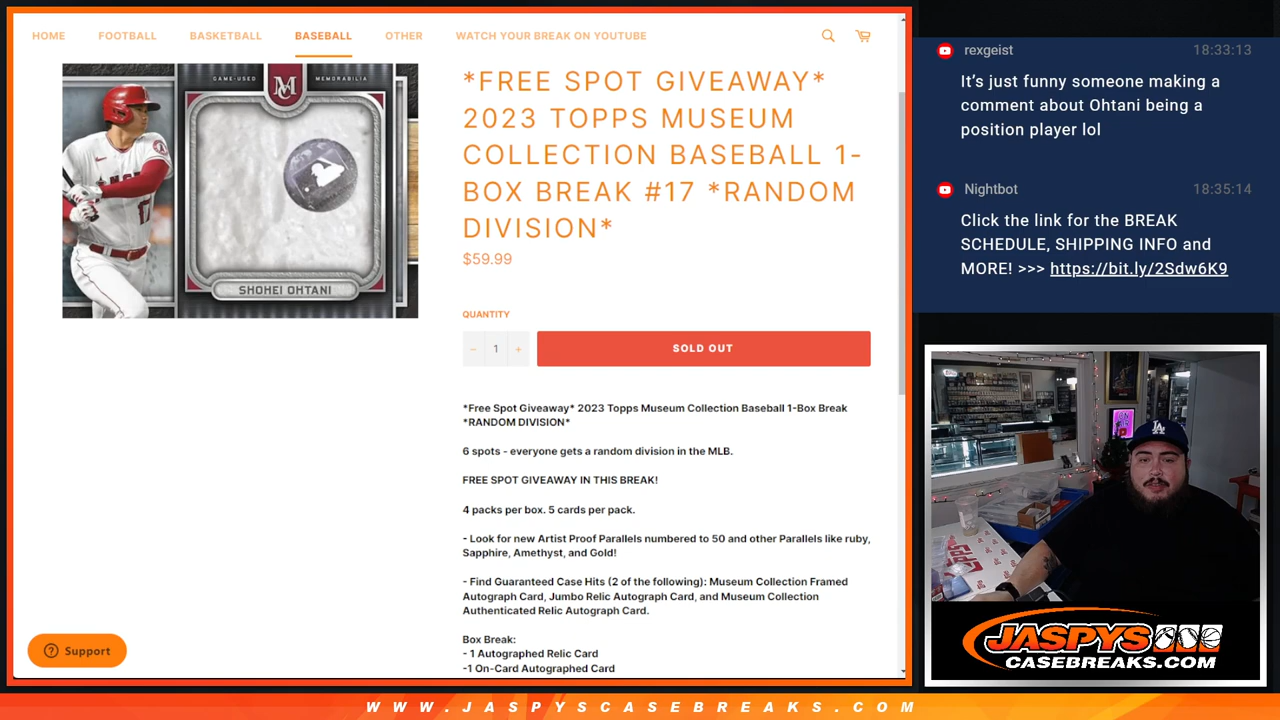 HOME FOOTBALL BASKETBALL BASEBALL OTHER WATCH YOUR BREAK ON YOUTUBE
GAME-USED MEMORABILIA
M
SHOHEI OHTANI
*FREE SPOT GIVEAWAY*
2023 TOPPS MUSEUM
COLLECTION BASEBALL 1-
BOX BREAK #17 *RANDOM
DIVISION*
$59.99
QUANTITY
− 1 +
SOLD OUT
*Free Spot Giveaway* 2023 Topps Museum Collection Baseball 1-Box Break
*RANDOM DIVISION*
6 spots - everyone gets a random division in the MLB.
FREE SPOT GIVEAWAY IN THIS BREAK!
4 packs per box. 5 cards per pack.
- Look for new Artist Proof Parallels numbered to 50 and other Parallels like ruby,
Sapphire, Amethyst, and Gold!
- Find Guaranteed Case Hits (2 of the following): Museum Collection Framed
Autograph Card, Jumbo Relic Autograph Card, and Museum Collection
Authenticated Relic Autograph Card.
Box Break:
- 1 Autographed Relic Card
-1 On-Card Autographed Card
Support
rexgeist 18:33:13
It's just funny someone making a
comment about Ohtani being a
position player lol
Nightbot 18:35:14
Click the link for the BREAK
SCHEDULE, SHIPPING INFO and
MORE! >>> https://bit.ly/2Sdw6K9
LA
JASPYS
CASEBREAKS.COM
WWW.JASPYSCASEBREAKS.COM